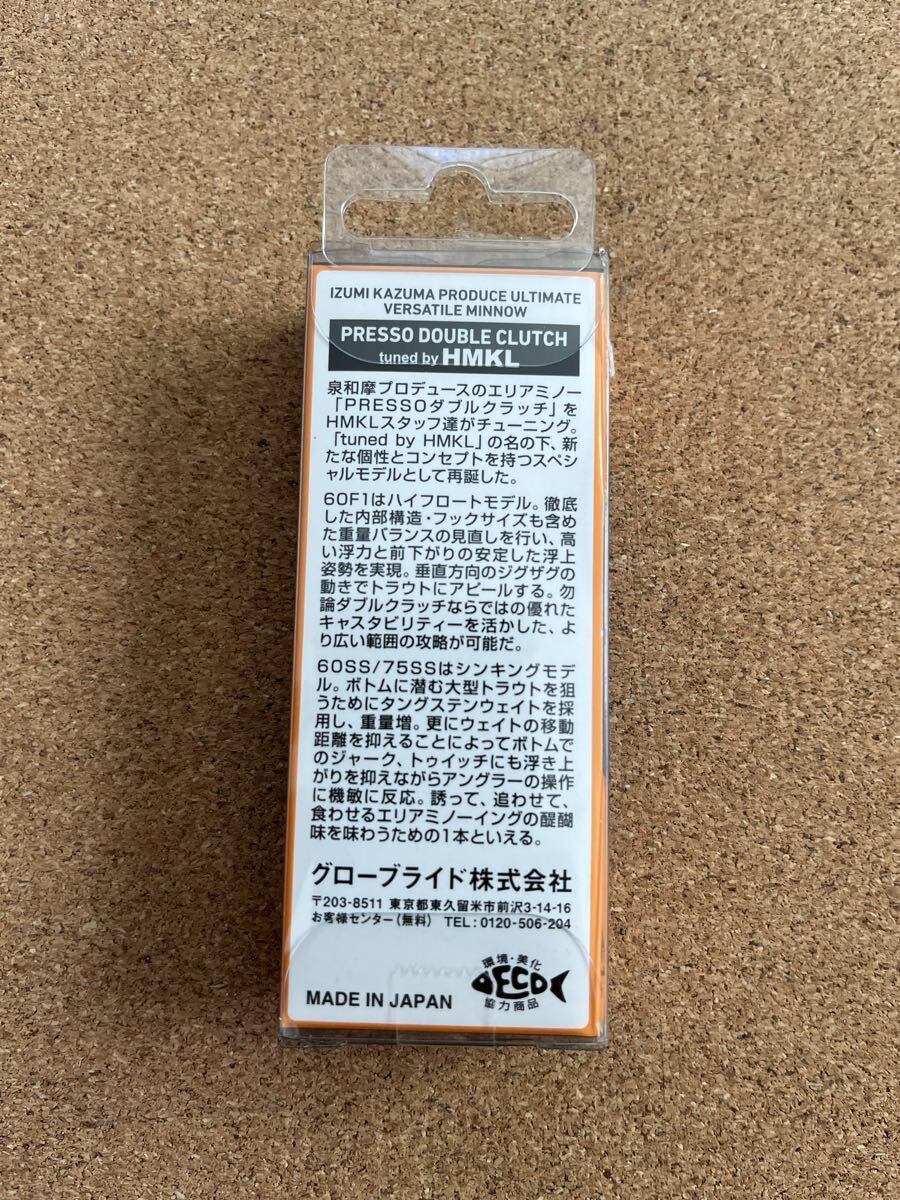 IZUMI KAZUMA PRODUCE ULTIMATE
VERSATILE MINNOW
PRESSO DOUBLE CLUTCH
tuned by HMKL
泉和摩プロデュースのエリアミノー
「PRESSOダブルクラッチ」を
HMKLスタッフ達がチューニング。
「tuned by HMKL」の名の下、新
たな個性とコンセプトを持つスペシ
ャルモデルとして再誕した。
60F1はハイフロートモデル。徹底
した内部構造・フックサイズも含め
た重量バランスの見直しを行い、高
い浮力と前下がりの安定した浮上
姿勢を実現。垂直方向のジグザグの
動きでトラウトにアピールする。勿
論ダブルクラッチならではの優れた
キャスタビリティーを活かした、よ
り広い範囲の攻略が可能だ。
60SS/75SSはシンキングモデ
ル。ボトムに潜む大型トラウトを狙
うためにタングステンウェイトを採
用し、重量増。更にウェイトの移動
距離を抑えることによってボトムで
のジャーク、トゥイッチにも浮き上
がりを抑えながらアングラーの操作
に機敏に反応。誘って、追わせて、
食わせるエリアミノーイングの醍醐
味を味わうための1本といえる。
グローブライド株式会社
〒203-8511 東京都東久留米市前沢3-14-16
お客様センター(無料) TEL:0120-506-204
環境・美化
ECO
協力商品
MADE IN JAPAN